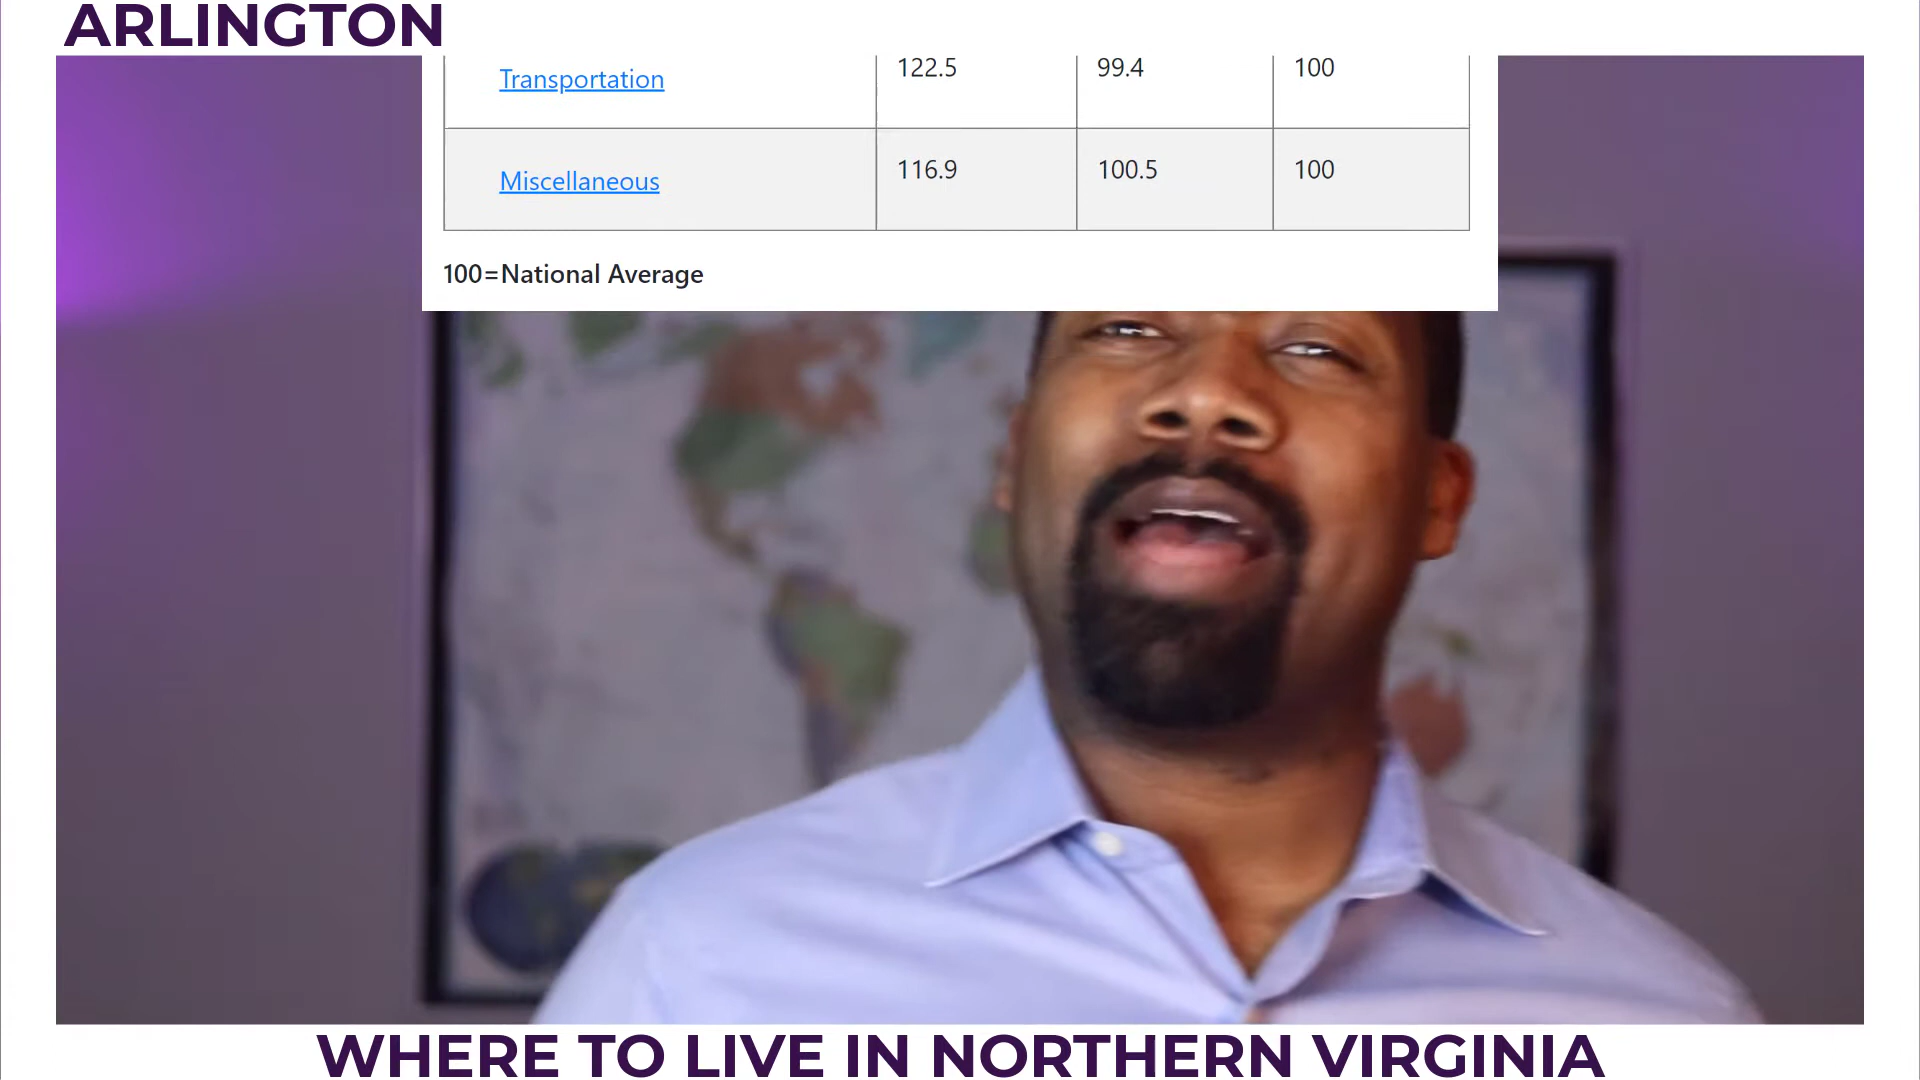 ARLINGTON
Transportation 122.5 99.4 100
Miscellaneous 116.9 100.5 100
100=National Average
WHERE TO LIVE IN NORTHERN VIRGINIA